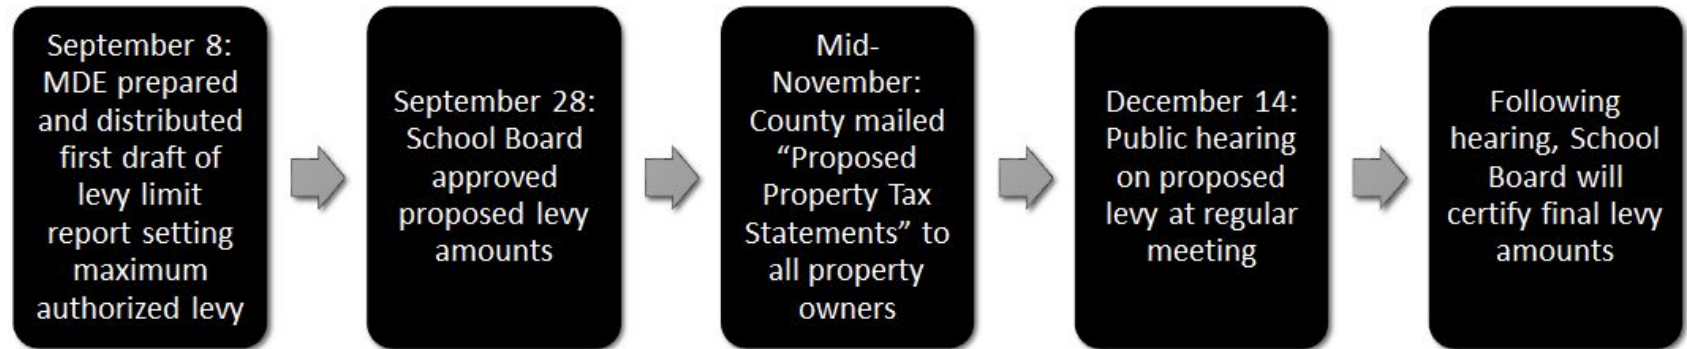 September 8:
MDE prepared
and distributed
first draft of
levy limit
report setting
maximum
authorized levy
September 28:
School Board
approved
proposed levy
amounts
Mid-
November:
County mailed
“Proposed
Property Tax
Statements” to
all property
owners
December 14:
Public hearing
on proposed
levy at regular
meeting
Following
hearing, School
Board will
certify final levy
amounts